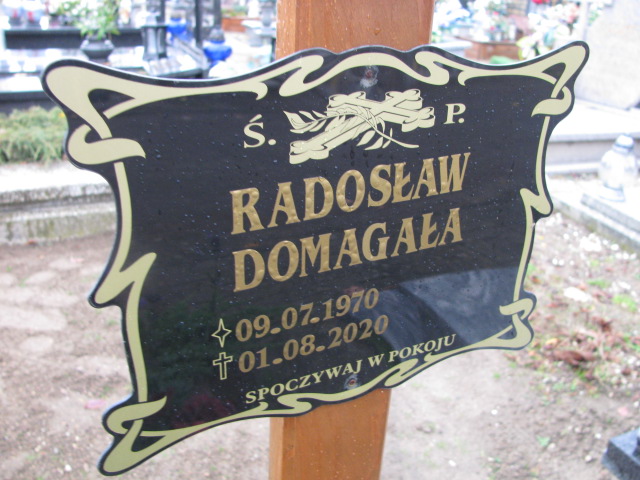 Ś. P.
RADOSŁAW
DOMAGAŁA
09.07.1970
01.08.2020
SPOCZYWAJ W POKOJU